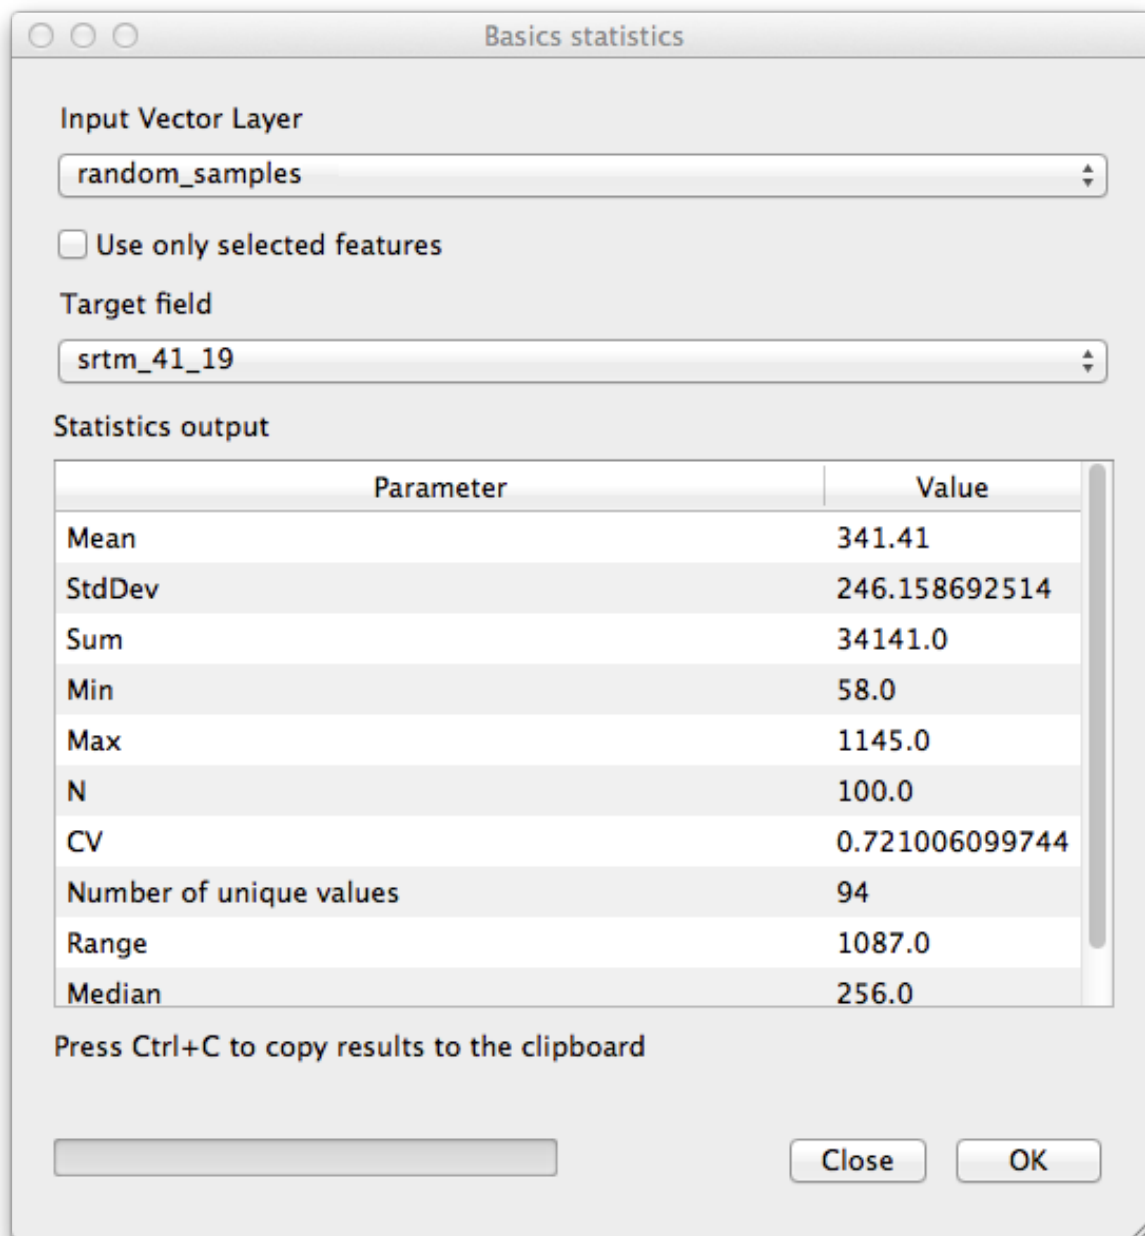 Basics statistics
Input Vector Layer
random_samples
Use only selected features
Target field
srtm_41_19
Statistics output
Parameter Value
Mean 341.41
StdDev 246.158692514
Sum 34141.0
Min 58.0
Max 1145.0
N 100.0
CV 0.721006099744
Number of unique values 94
Range 1087.0
Median 256.0
Press Ctrl+C to copy results to the clipboard
Close OK